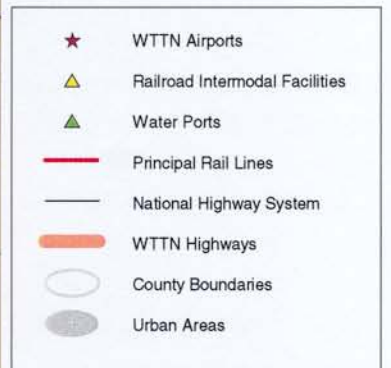 WTTN Airports
Railroad Intermodal Facilities
Water Ports
Principal Rail Lines
National Highway System
WTTN Highways
County Boundaries
Urban Areas